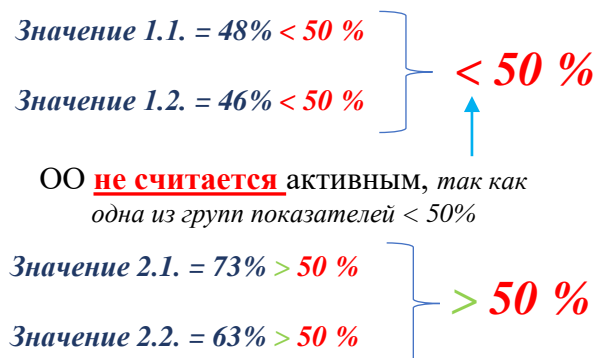 Значение 1.1. = 48% < 50 %
< 50 %
Значение 1.2. = 46% < 50 %
ОО не считается активным, так как
одна из групп показателей < 50%
Значение 2.1. = 73% > 50 %
> 50 %
Значение 2.2. = 63% > 50 %